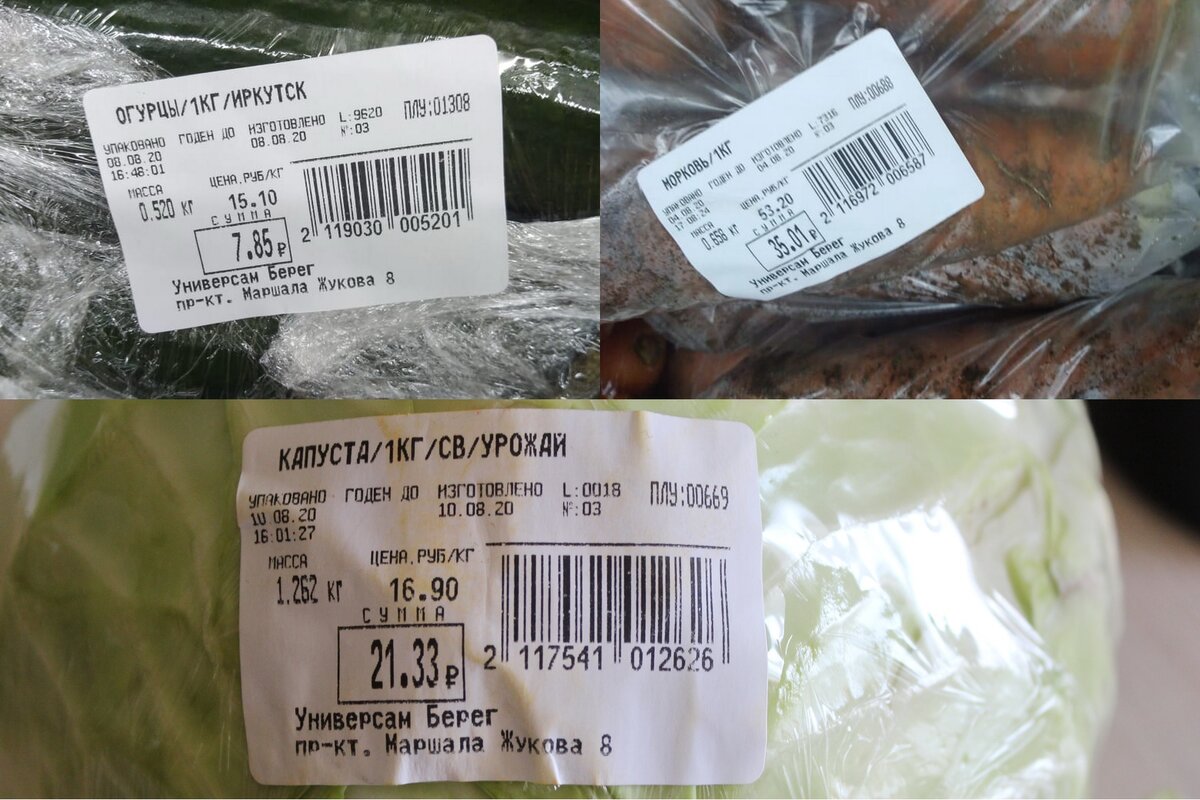 ОГУРЦЫ/1КГ/ИРКУТСК
УПАКОВАНО ГОДЕН ДО ИЗГОТОВЛЕНО L:9620 ПЛУ:01308
08.08.20 08.08.20 №:03
16:48:01
МАССА ЦЕНА,РУБ/КГ
0.520 КГ 15.10
СУММА
7.85₽
2 119030 005201
Универсам Берег
пр-кт. Маршала Жукова 8
МОРКОВЬ/1КГ
УПАКОВАНО ГОДЕН ДО ИЗГОТОВЛЕНО L:7316 ПЛУ:00688
04.08.20 04.08.20 №:03
17:08:24
МАССА ЦЕНА,РУБ/КГ
0.658 КГ 53.20
СУММА
35.01₽
2 116972 006587
Универсам Берег
пр-кт. Маршала Жукова 8
КАПУСТА/1КГ/СВ/УРОЖАЙ
УПАКОВАНО ГОДЕН ДО ИЗГОТОВЛЕНО L:0018 ПЛУ:00669
10.08.20 10.08.20 №:03
16:01:27
МАССА ЦЕНА,РУБ/КГ
1.262 КГ 16.90
СУММА
21.33₽
2 117541 012626
Универсам Берег
пр-кт. Маршала Жукова 8